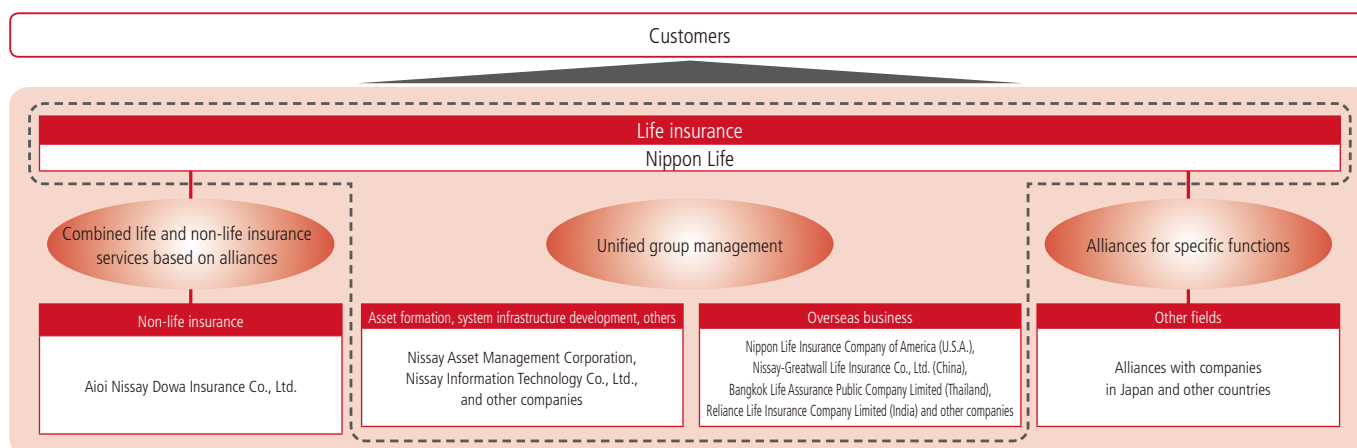 Customers
Life insurance
Nippon Life
Combined life and non-life insurance
services based on alliances
Unified group management
Alliances for specific functions
Non-life insurance
Aioi Nissay Dowa Insurance Co., Ltd.
Asset formation, system infrastructure development, others
Nissay Asset Management Corporation,
Nissay Information Technology Co., Ltd.,
and other companies
Overseas business
Nippon Life Insurance Company of America (U.S.A.),
Nissay-Greatwall Life Insurance Co., Ltd. (China),
Bangkok Life Assurance Public Company Limited (Thailand),
Reliance Life Insurance Company Limited (India) and other companies
Other fields
Alliances with companies
in Japan and other countries